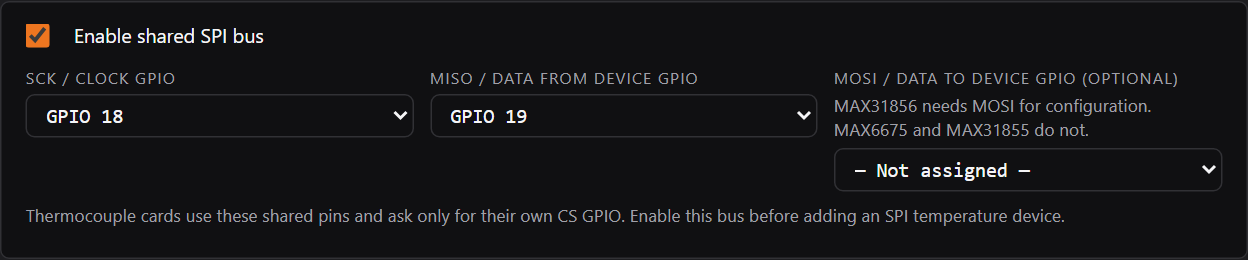 Enable shared SPI bus
SCK / CLOCK GPIO
GPIO 18
MISO / DATA FROM DEVICE GPIO
GPIO 19
MOSI / DATA TO DEVICE GPIO (OPTIONAL)
MAX31856 needs MOSI for configuration.
MAX6675 and MAX31855 do not.
— Not assigned —
Thermocouple cards use these shared pins and ask only for their own CS GPIO. Enable this bus before adding an SPI temperature device.